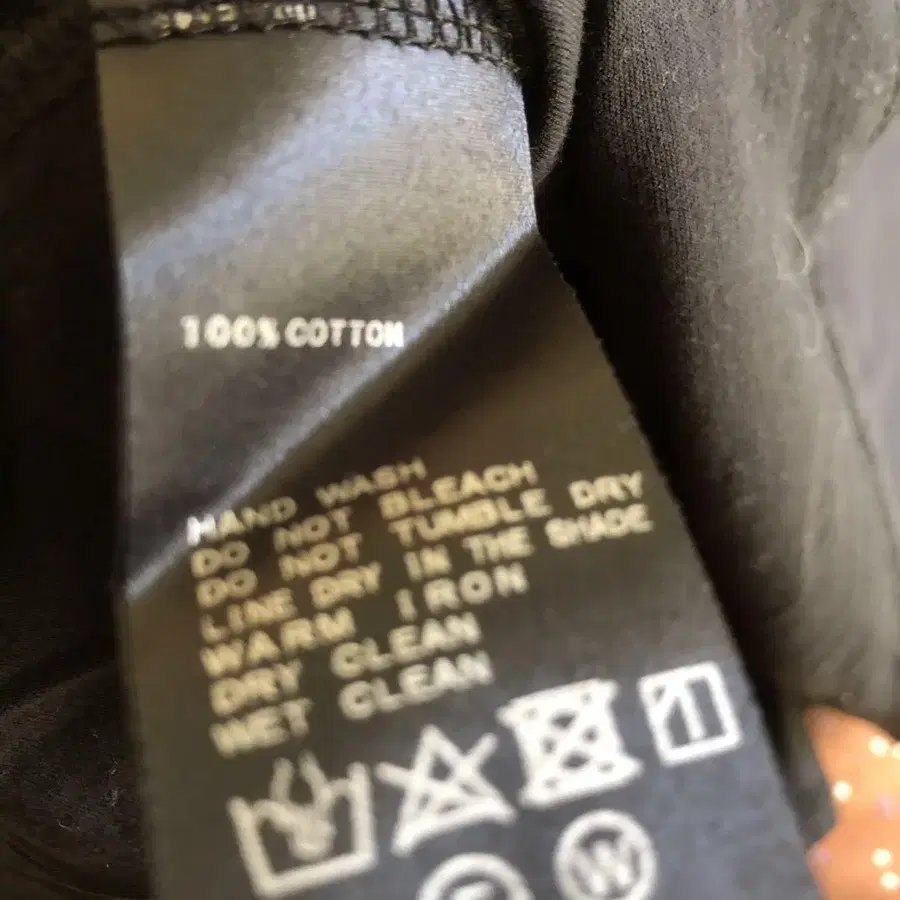 100% COTTON
HAND WASH
DO NOT BLEACH
DO NOT TUMBLE DRY
LINE DRY IN THE SHADE
WARM IRON
DRY CLEAN
WET CLEAN
W